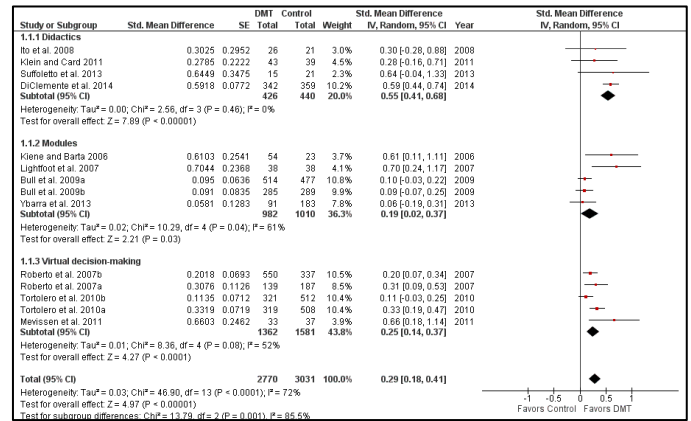 DMT Control Std. Mean Difference Std. Mean Difference
Study or Subgroup Std. Mean Difference SE Total Total Weight IV, Random, 95% CI Year IV, Random, 95% CI
1.1.1 Didactics
Ito et al. 2008 0.3025 0.2952 26 21 3.0% 0.30 [-0.28, 0.88] 2008
Klein and Card 2011 0.2785 0.2222 43 39 4.3% 0.28 [-0.16, 0.71] 2011
Suffoletto et al. 2013 0.6449 0.3475 15 21 2.3% 0.64 [-0.04, 1.33] 2013
DiClemente et al. 2014 0.5918 0.0772 342 359 10.2% 0.59 [0.44, 0.74] 2014
Subtotal (95% CI) 426 440 20.0% 0.55 [0.41, 0.68]
Heterogeneity: Tau² = 0.00; Chi² = 2.56, df = 3 (P = 0.46); I² = 0%
Test for overall effect: Z = 7.89 (P < 0.00001)
1.1.2 Modules
Kiene and Barta 2006 0.6103 0.2541 54 23 3.7% 0.61 [0.11, 1.11] 2006
Lightfoot et al. 2007 0.7044 0.2368 38 38 4.0% 0.70 [0.24, 1.17] 2007
Bull et al. 2009a 0.095 0.0636 514 477 10.8% 0.10 [-0.03, 0.22] 2009
Bull et al. 2009b 0.091 0.0835 285 289 9.9% 0.09 [-0.07, 0.25] 2009
Ybarra et al. 2013 0.0581 0.1283 91 183 7.8% 0.06 [-0.19, 0.31] 2013
Subtotal (95% CI) 982 1010 36.3% 0.19 [0.02, 0.37]
Heterogeneity: Tau² = 0.02; Chi² = 10.29, df = 4 (P = 0.04); I² = 61%
Test for overall effect: Z = 2.21 (P = 0.03)
1.1.3 Virtual decision-making
Roberto et al. 2007b 0.2018 0.0693 550 337 10.5% 0.20 [0.07, 0.34] 2007
Roberto et al. 2007a 0.3076 0.1126 139 187 8.5% 0.31 [0.09, 0.53] 2007
Tortolero et al. 2010b 0.1135 0.0712 321 512 10.4% 0.11 [-0.03, 0.25] 2010
Tortolero et al. 2010a 0.3319 0.0719 319 508 10.4% 0.33 [0.19, 0.47] 2010
Mevissen et al. 2011 0.6603 0.2462 33 37 3.8% 0.66 [0.18, 1.14] 2011
Subtotal (95% CI) 1362 1581 43.8% 0.25 [0.14, 0.37]
Heterogeneity: Tau² = 0.01; Chi² = 8.36, df = 4 (P = 0.08); I² = 52%
Test for overall effect: Z = 4.27 (P < 0.0001)
Total (95% CI) 2770 3031 100.0% 0.29 [0.18, 0.41]
Heterogeneity: Tau² = 0.03; Chi² = 46.90, df = 13 (P < 0.0001); I² = 72%
Test for overall effect: Z = 4.97 (P < 0.00001)
Test for subgroup differences: Chi² = 13.79, df = 2 (P = 0.001), I² = 85.5%
-1 -0.5 0 0.5 1
Favors Control Favors DMT